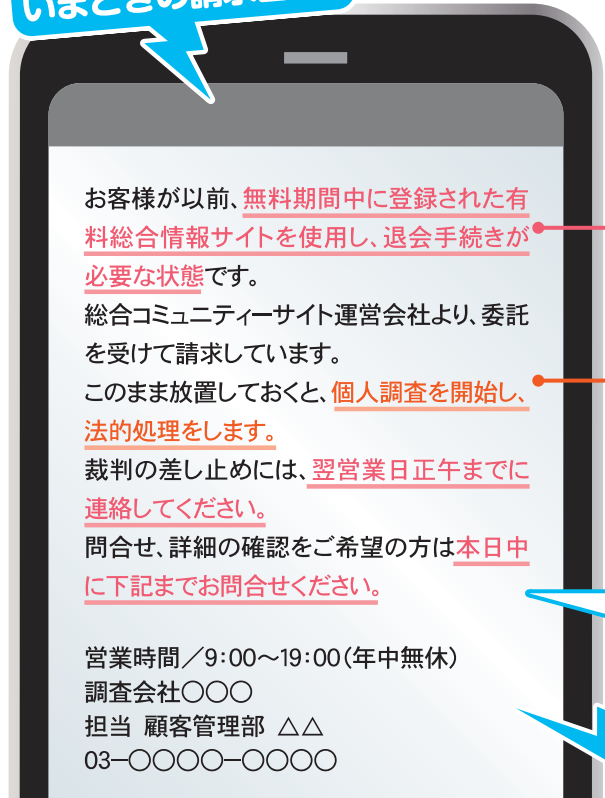 いまどきの請求
お客様が以前、無料期間中に登録された有
料総合情報サイトを使用し、退会手続きが
必要な状態です。
総合コミュニティーサイト運営会社より、委託
を受けて請求しています。
このまま放置しておくと、個人調査を開始し、
法的処理をします。
裁判の差し止めには、翌営業日正午までに
連絡してください。
問合せ、詳細の確認をご希望の方は本日中
に下記までお問合せください。
営業時間／9:00〜19:00（年中無休）
調査会社〇〇〇
担当 顧客管理部 △△
03−〇〇〇〇−〇〇〇〇